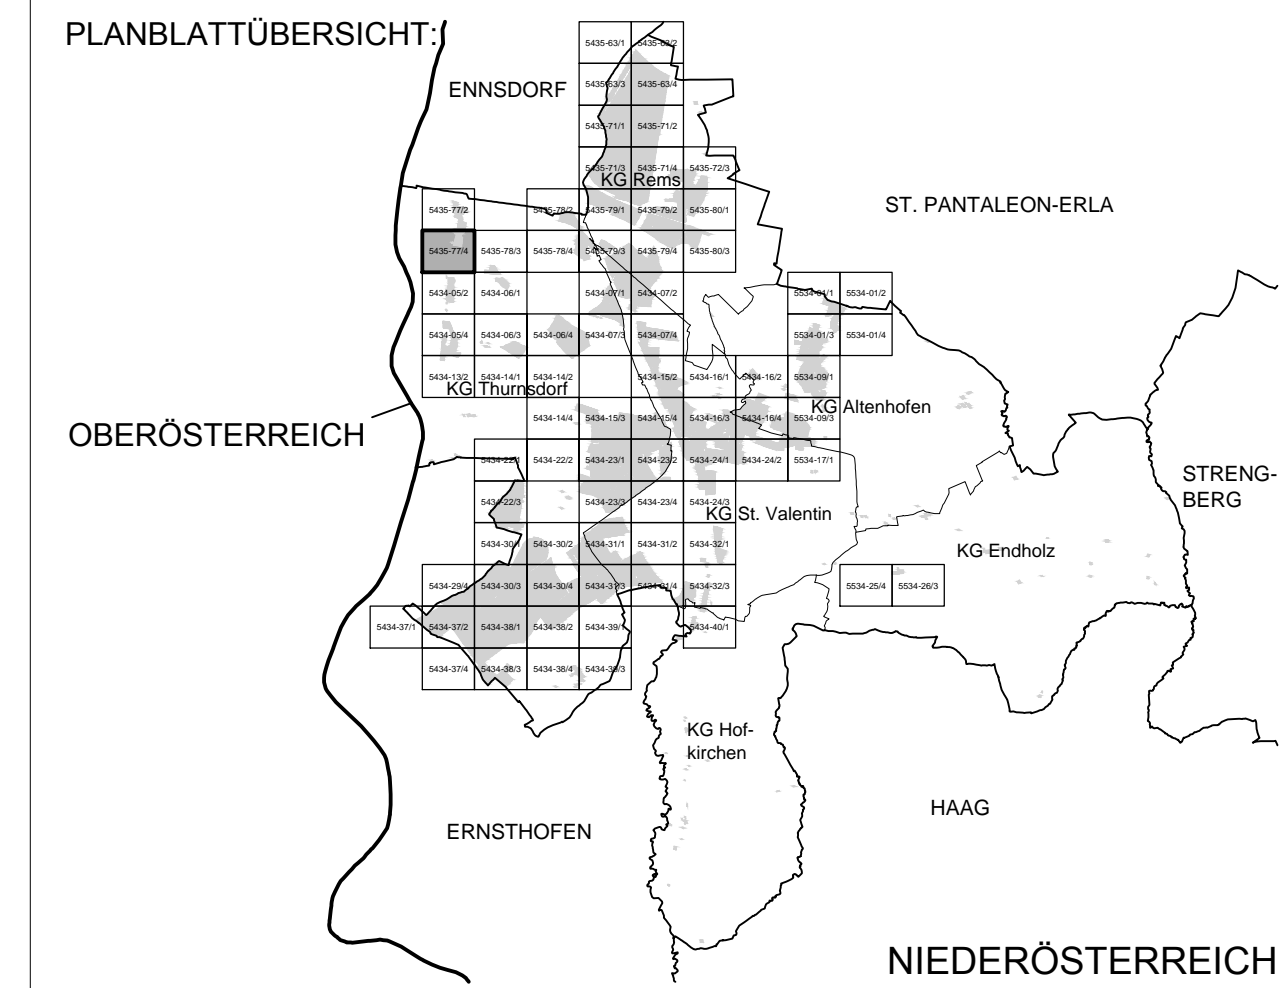 PLANBLATTÜBERSICHT:
5435-63/1 5435-63/2
ENNSDORF
5435-63/3 5435-63/4
5435-71/1 5435-71/2
5435-71/3 5435-71/4 5435-72/3
KG Rems
ST. PANTALEON-ERLA
5435-77/2 5435-78/2 5435-79/1 5435-79/2 5435-80/1
5435-77/4 5435-78/3 5435-78/4 5435-79/3 5435-79/4 5435-80/3
5434-05/2 5434-06/1 5434-07/1 5434-07/2 5534-01/1 5534-01/2
5434-05/4 5434-06/3 5434-06/4 5434-07/3 5434-07/4 5534-01/3 5534-01/4
5434-13/2 5434-14/1 5434-14/2 5434-15/2 5434-16/1 5434-16/2 5534-09/1
KG Thurnsdorf
KG Altenhofen
5434-14/4 5434-15/3 5434-15/4 5434-16/3 5434-16/4 5534-09/3
OBERÖSTERREICH
5434-22/1 5434-22/2 5434-23/1 5434-23/2 5434-24/1 5434-24/2 5534-17/1
STRENG-
BERG
5434-22/3 5434-23/3 5434-23/4 5434-24/3
KG St. Valentin
5434-30/1 5434-30/2 5434-31/1 5434-31/2 5434-32/1
KG Endholz
5434-29/4 5434-30/3 5434-30/4 5434-31/3 5434-31/4 5434-32/3 5534-25/4 5534-26/3
5434-37/1 5434-37/2 5434-38/1 5434-38/2 5434-39/1 5434-40/1
5434-37/4 5434-38/3 5434-38/4 5434-39/3
KG Hof-
kirchen
HAAG
ERNSTHOFEN
NIEDERÖSTERREICH